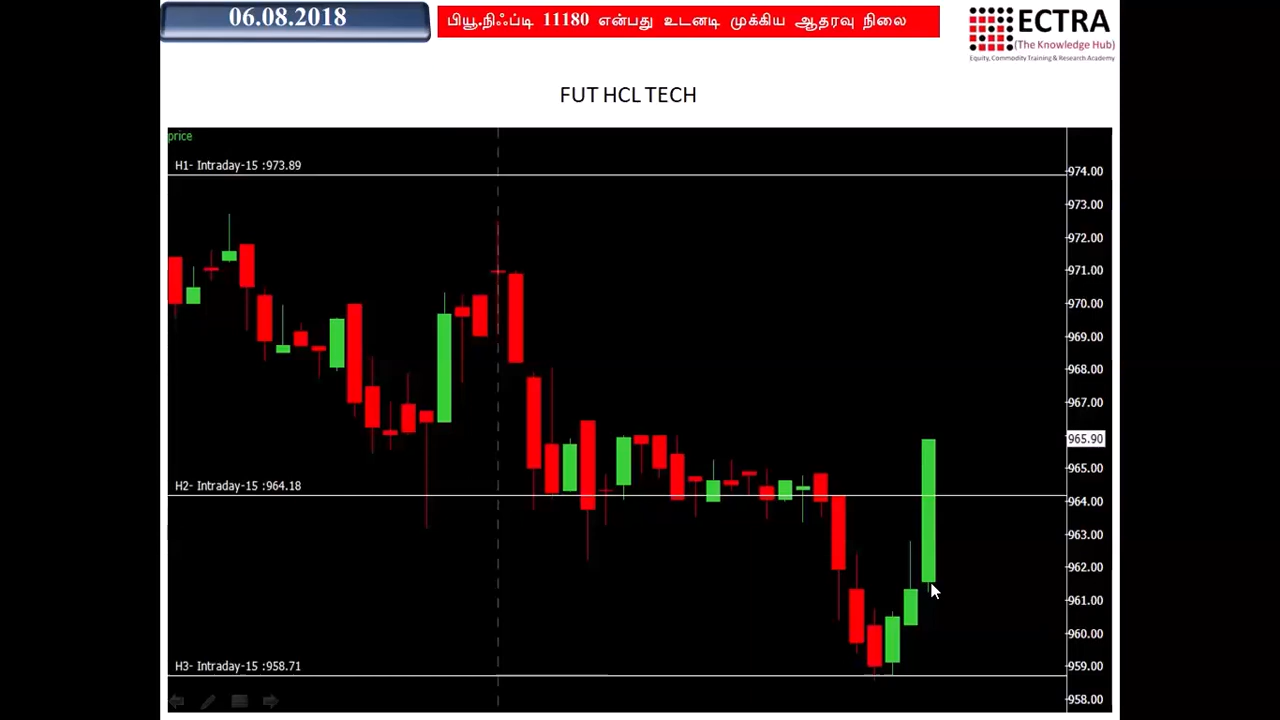 06.08.2018
பியூ.நிஃப்டி 11180 என்பது உடனடி முக்கிய ஆதரவு நிலை
ECTRA
(The Knowledge Hub)
Equity, Commodity Training & Research Academy
FUT HCL TECH
price
H1- Intraday-15 :973.89
974.00
973.00
972.00
971.00
970.00
969.00
968.00
967.00
965.90
965.00
H2- Intraday-15 :964.18
964.00
963.00
962.00
961.00
960.00
H3- Intraday-15 :958.71
959.00
958.00